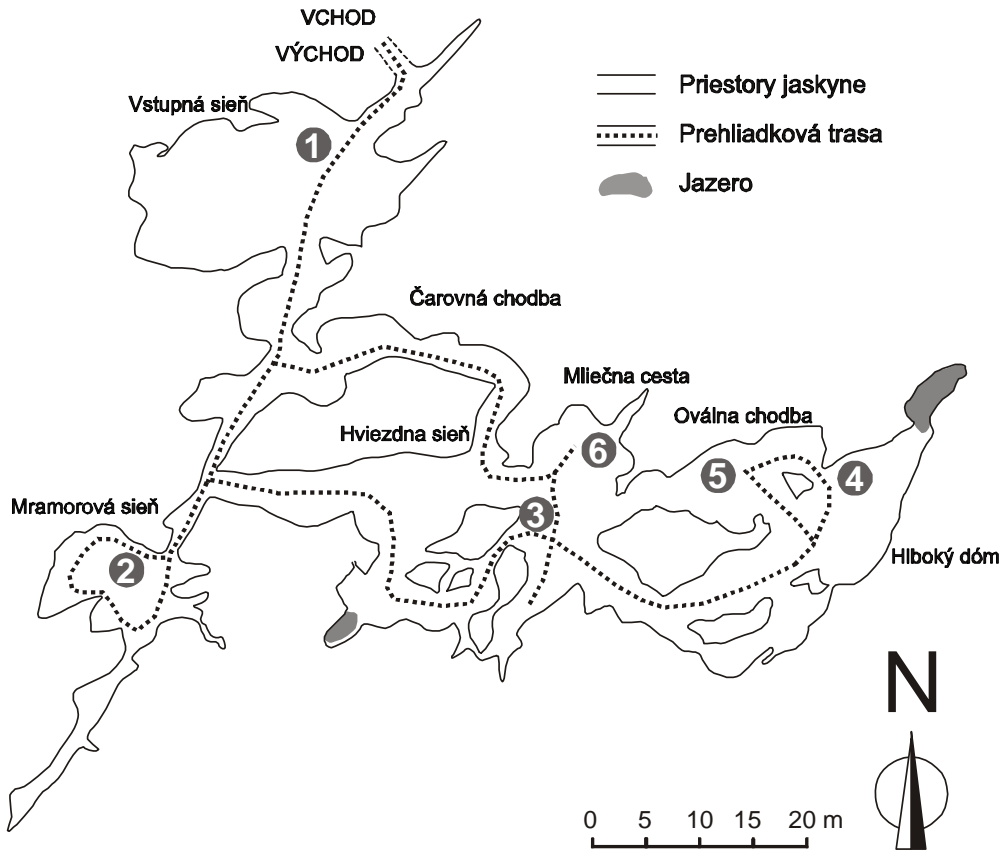 VCHOD
VÝCHOD
Vstupná sieň
1
Priestory jaskyne
Prehliadková trasa
Jazero
Čarovná chodba
Mliečna cesta
Oválna chodba
Hviezdna sieň
6
5
4
Mramorová sieň
3
2
Hlboký dóm
N
0 5 10 15 20 m